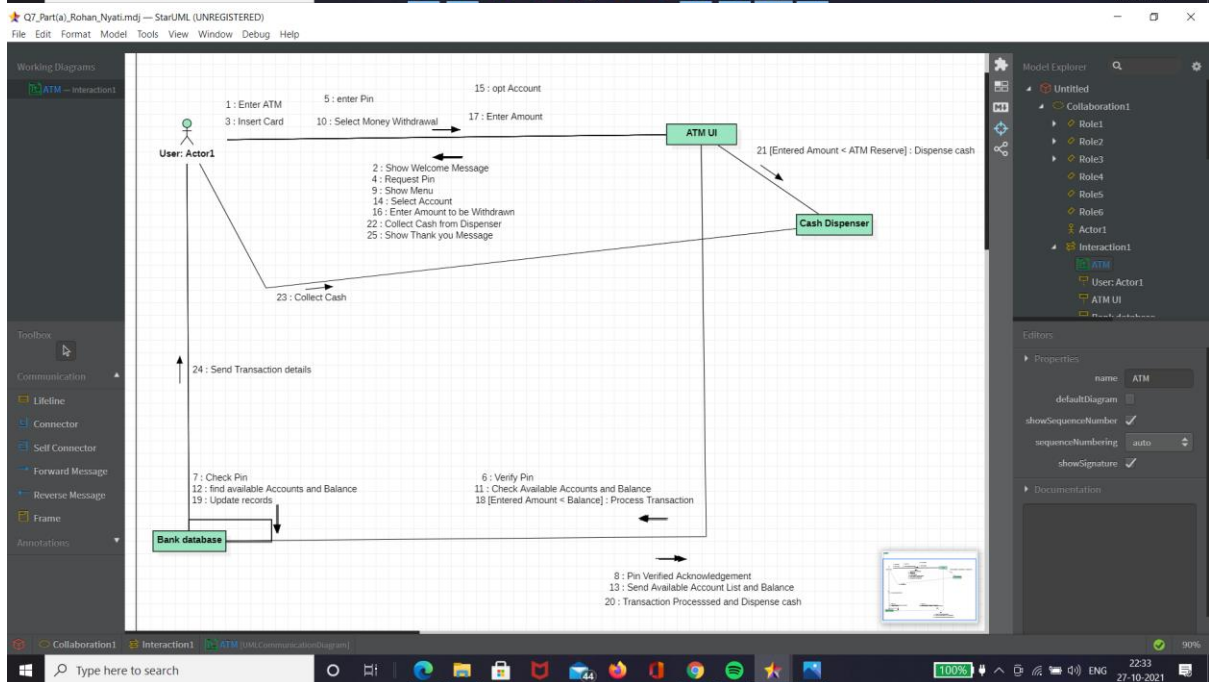 Q7_Part(a)_Rohan_Nyati.mdj — StarUML (UNREGISTERED)
File Edit Format Model Tools View Window Debug Help
Working Diagrams
ATM — Interaction1
1 : Enter ATM
3 : Insert Card
5 : enter Pin
10 : Select Money Withdrawal
15 : opt Account
17 : Enter Amount
User: Actor1
ATM UI
2 : Show Welcome Message
4 : Request Pin
9 : Show Menu
14 : Select Account
16 : Enter Amount to be Withdrawn
22 : Collect Cash from Dispenser
25 : Show Thank you Message
21 [Entered Amount < ATM Reserve] : Dispense cash
Cash Dispenser
23 : Collect Cash
24 : Send Transaction details
7 : Check Pin
12 : find available Accounts and Balance
19 : Update records
6 : Verify Pin
11 : Check Available Accounts and Balance
18 [Entered Amount < Balance] : Process Transaction
Bank database
8 : Pin Verified Acknowledgement
13 : Send Available Account List and Balance
20 : Transaction Processsed and Dispense cash
Toolbox
Communication
Lifeline
Connector
Self Connector
Forward Message
Reverse Message
Frame
Annotations
Model Explorer
Untitled
Collaboration1
Role1
Role2
Role3
Role4
Role5
Role6
Actor1
Interaction1
ATM
User: Actor1
ATM UI
Bank database
Editors
Properties
name ATM
defaultDiagram
showSequenceNumber
sequenceNumbering auto
showSignature
Documentation
Collaboration1 Interaction1 ATM [UMLCommunicationDiagram]
90%
Type here to search
44
100%
ENG
22:33
27-10-2021